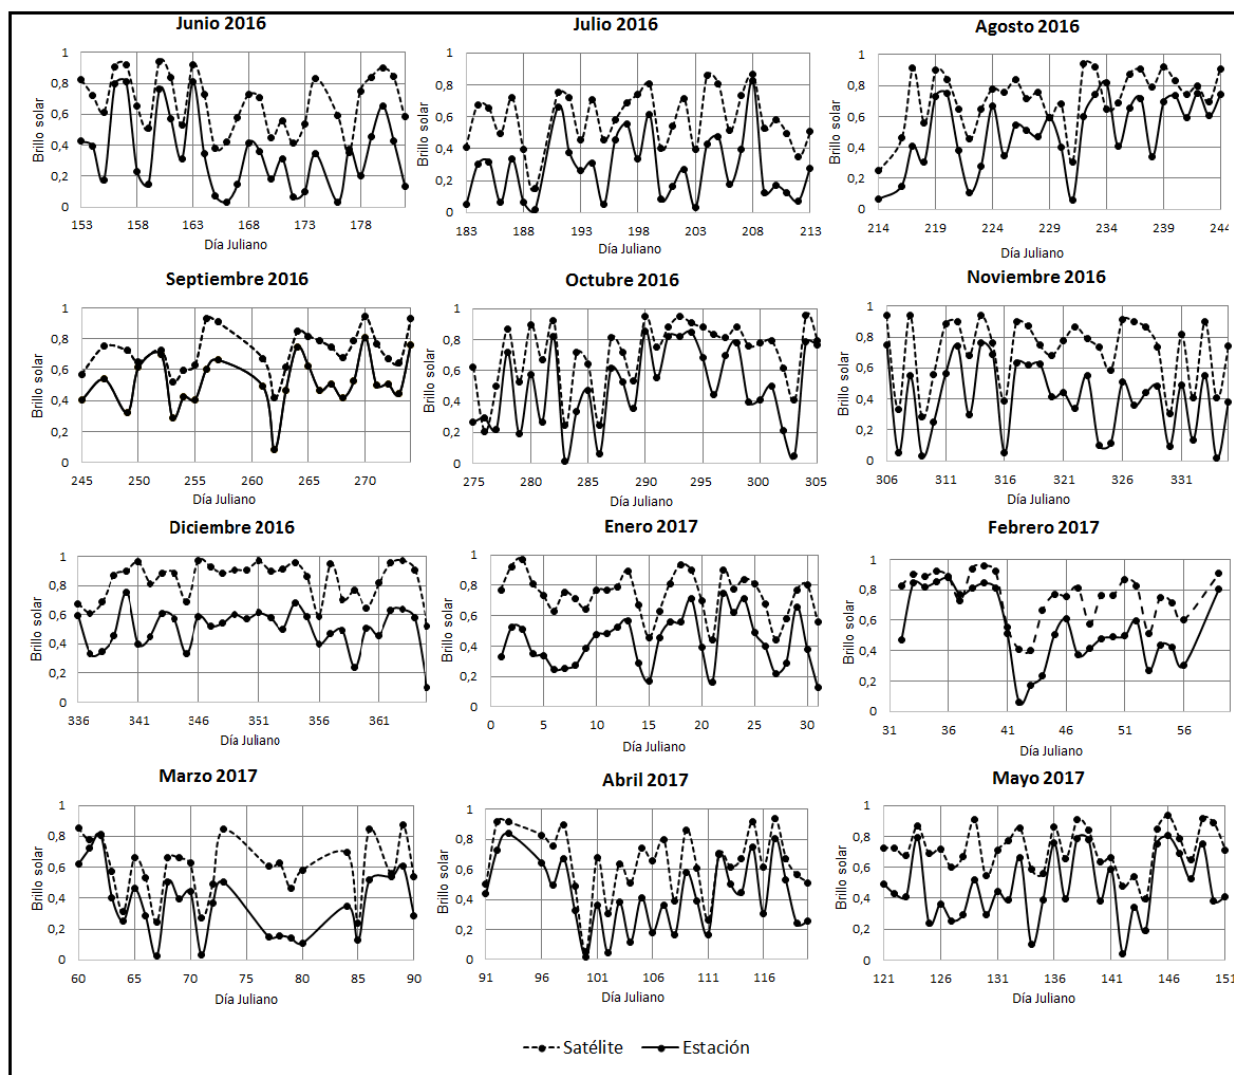 Junio 2016
Brillo solar
1
0,8
0,6
0,4
0,2
0
153 158 163 168 173 178
Día Juliano
Julio 2016
Brillo solar
1
0,8
0,6
0,4
0,2
0
183 188 193 198 203 208 213
Día Juliano
Agosto 2016
Brillo solar
1
0,8
0,6
0,4
0,2
0
214 219 224 229 234 239 244
Día Juliano
Septiembre 2016
Brillo solar
1
0,8
0,6
0,4
0,2
0
245 250 255 260 265 270
Día Juliano
Octubre 2016
Brillo solar
1
0,8
0,6
0,4
0,2
0
275 280 285 290 295 300 305
Día Juliano
Noviembre 2016
Brillo solar
1
0,8
0,6
0,4
0,2
0
306 311 316 321 326 331
Día Juliano
Diciembre 2016
Brillo solar
1
0,8
0,6
0,4
0,2
0
336 341 346 351 356 361
Día Juliano
Enero 2017
Brillo solar
1
0,8
0,6
0,4
0,2
0
0 5 10 15 20 25 30
Día Juliano
Febrero 2017
Brillo solar
1
0,8
0,6
0,4
0,2
0
31 36 41 46 51 56
Día Juliano
Marzo 2017
Brillo solar
1
0,8
0,6
0,4
0,2
0
60 65 70 75 80 85 90
Día Juliano
Abril 2017
Brillo solar
1
0,8
0,6
0,4
0,2
0
91 96 101 106 111 116
Día Juliano
Mayo 2017
Brillo solar
1
0,8
0,6
0,4
0,2
0
121 126 131 136 141 146 151
Día Juliano
Satélite Estación